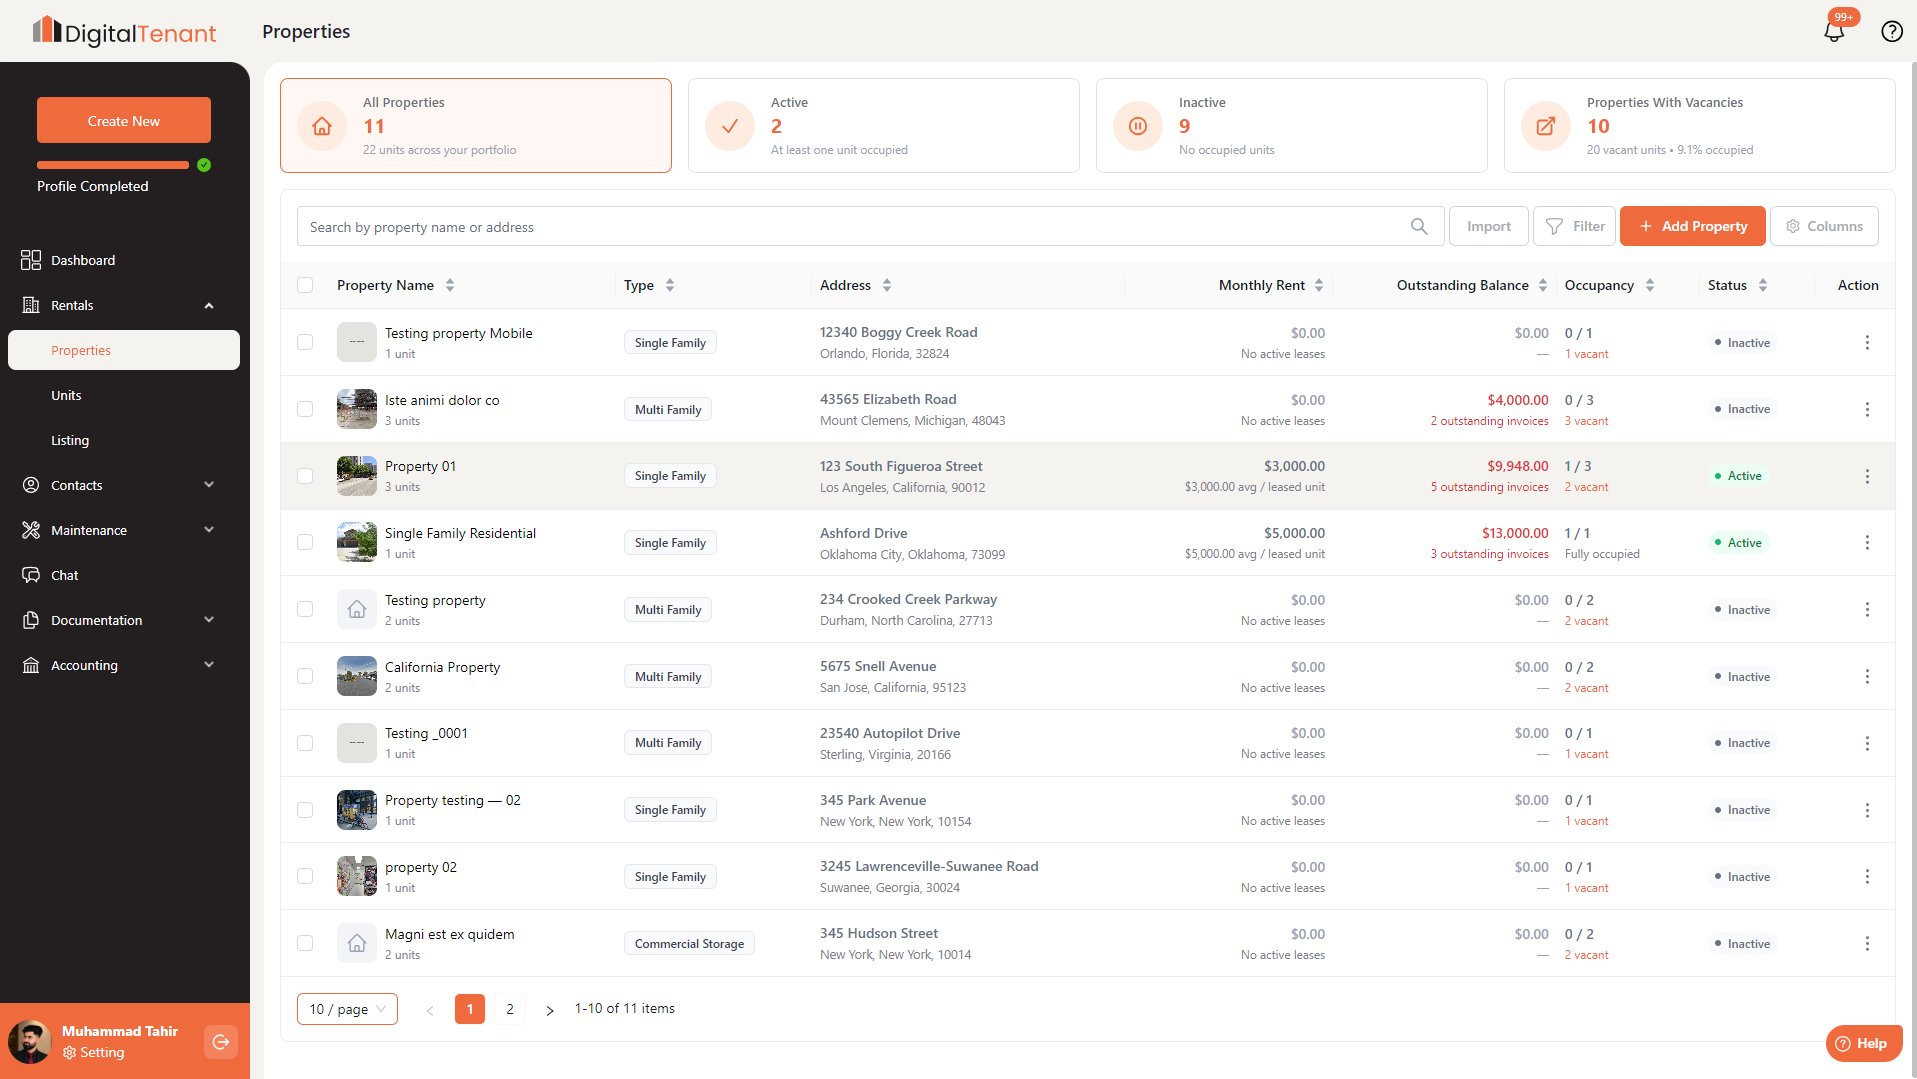 DigitalTenant
Properties
99+
Create New
Profile Completed
Dashboard
Rentals
Properties
Units
Listing
Contacts
Maintenance
Chat
Documentation
Accounting
Muhammad Tahir
Setting
All Properties
11
22 units across your portfolio
Active
2
At least one unit occupied
Inactive
9
No occupied units
Properties With Vacancies
10
20 vacant units • 9.1% occupied
Search by property name or address
Import
Filter
+ Add Property
Columns
Property Name Type Address Monthly Rent Outstanding Balance Occupancy Status Action
Testing property Mobile Single Family 12340 Boggy Creek Road $0.00 $0.00 0 / 1 Inactive
1 unit Orlando, Florida, 32824 No active leases — 1 vacant
Iste animi dolor co Multi Family 43565 Elizabeth Road $0.00 $4,000.00 0 / 3 Inactive
3 units Mount Clemens, Michigan, 48043 No active leases 2 outstanding invoices 3 vacant
Property 01 Single Family 123 South Figueroa Street $3,000.00 $9,948.00 1 / 3 Active
3 units Los Angeles, California, 90012 $3,000.00 avg / leased unit 5 outstanding invoices 2 vacant
Single Family Residential Single Family Ashford Drive $5,000.00 $13,000.00 1 / 1 Active
1 unit Oklahoma City, Oklahoma, 73099 $5,000.00 avg / leased unit 3 outstanding invoices Fully occupied
Testing property Multi Family 234 Crooked Creek Parkway $0.00 $0.00 0 / 2 Inactive
2 units Durham, North Carolina, 27713 No active leases — 2 vacant
California Property Multi Family 5675 Snell Avenue $0.00 $0.00 0 / 2 Inactive
2 units San Jose, California, 95123 No active leases — 2 vacant
Testing _0001 Multi Family 23540 Autopilot Drive $0.00 $0.00 0 / 1 Inactive
1 unit Sterling, Virginia, 20166 No active leases — 1 vacant
Property testing — 02 Single Family 345 Park Avenue $0.00 $0.00 0 / 1 Inactive
1 unit New York, New York, 10154 No active leases — 1 vacant
property 02 Single Family 3245 Lawrenceville-Suwanee Road $0.00 $0.00 0 / 1 Inactive
1 unit Suwanee, Georgia, 30024 No active leases — 1 vacant
Magni est ex quidem Commercial Storage 345 Hudson Street $0.00 $0.00 0 / 2 Inactive
2 units New York, New York, 10014 No active leases — 2 vacant
10 / page < 1 2 > 1-10 of 11 items
Help